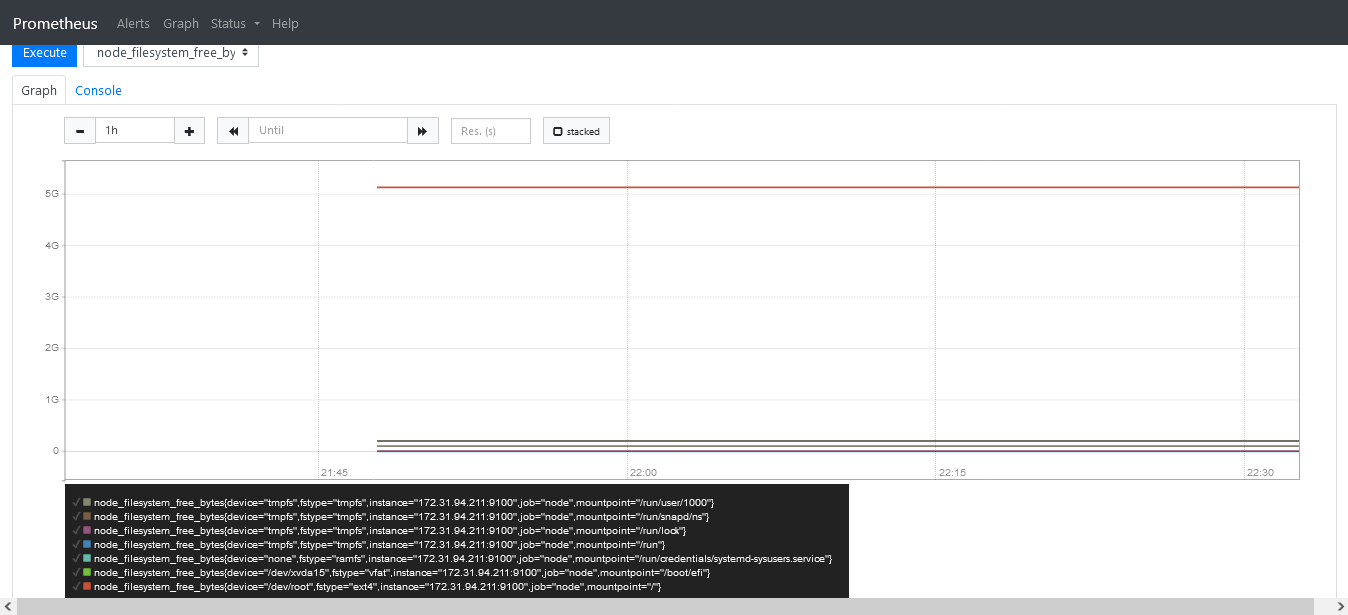 Prometheus Alerts Graph Status Help
Execute node_filesystem_free_by
Graph Console
1h Until Res. (s) stacked
5G
4G
3G
2G
1G
0
21:45 22:00 22:15 22:30
node_filesystem_free_bytes{device="tmpfs",fstype="tmpfs",instance="172.31.94.211:9100",job="node",mountpoint="/run/user/1000"}
node_filesystem_free_bytes{device="tmpfs",fstype="tmpfs",instance="172.31.94.211:9100",job="node",mountpoint="/run/snapd/ns"}
node_filesystem_free_bytes{device="tmpfs",fstype="tmpfs",instance="172.31.94.211:9100",job="node",mountpoint="/run/lock"}
node_filesystem_free_bytes{device="tmpfs",fstype="tmpfs",instance="172.31.94.211:9100",job="node",mountpoint="/run"}
node_filesystem_free_bytes{device="none",fstype="ramfs",instance="172.31.94.211:9100",job="node",mountpoint="/run/credentials/systemd-sysusers.service"}
node_filesystem_free_bytes{device="/dev/xvda15",fstype="vfat",instance="172.31.94.211:9100",job="node",mountpoint="/boot/efi"}
node_filesystem_free_bytes{device="/dev/root",fstype="ext4",instance="172.31.94.211:9100",job="node",mountpoint="/"}